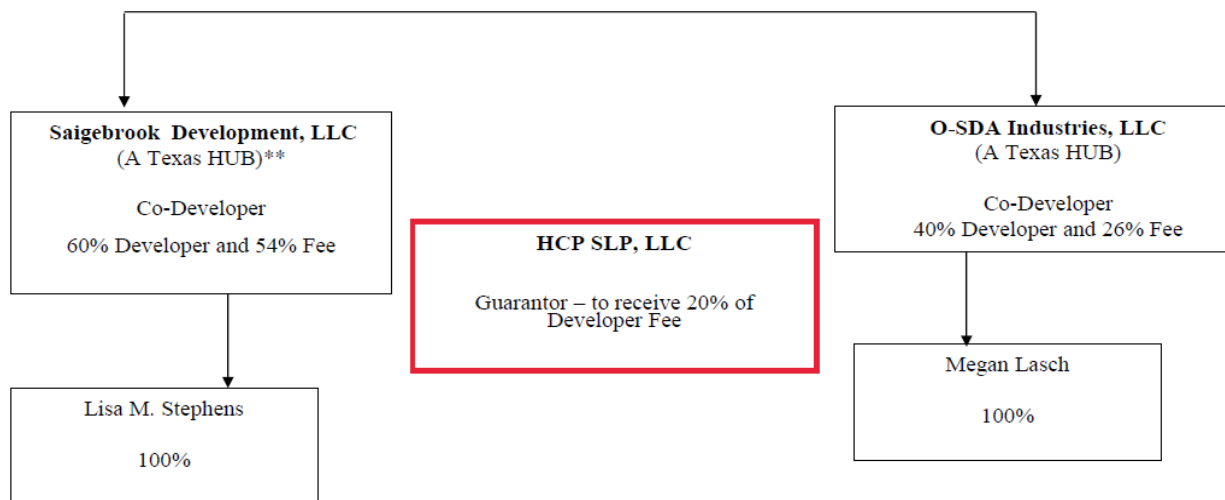 Saigebrook Development, LLC
(A Texas HUB)**
Co-Developer
60% Developer and 54% Fee
O-SDA Industries, LLC
(A Texas HUB)
Co-Developer
40% Developer and 26% Fee
HCP SLP, LLC
Guarantor – to receive 20% of
Developer Fee
Lisa M. Stephens
100%
Megan Lasch
100%